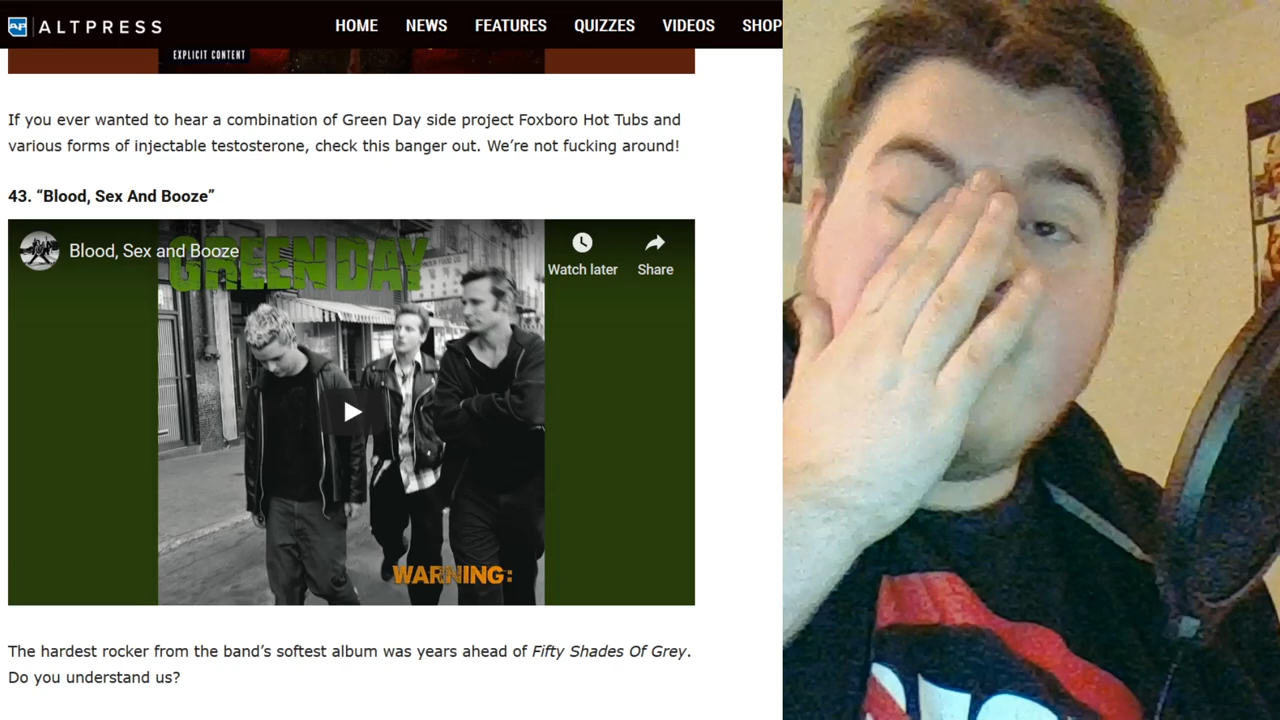 AP ALTPRESS HOME NEWS FEATURES QUIZZES VIDEOS SHOP
EXPLICIT CONTENT
If you ever wanted to hear a combination of Green Day side project Foxboro Hot Tubs and
various forms of injectable testosterone, check this banger out. We’re not fucking around!
43. “Blood, Sex And Booze”
Blood, Sex and Booze
Watch later Share
GREEN DAY
WARNING:
The hardest rocker from the band’s softest album was years ahead of Fifty Shades Of Grey.
Do you understand us?